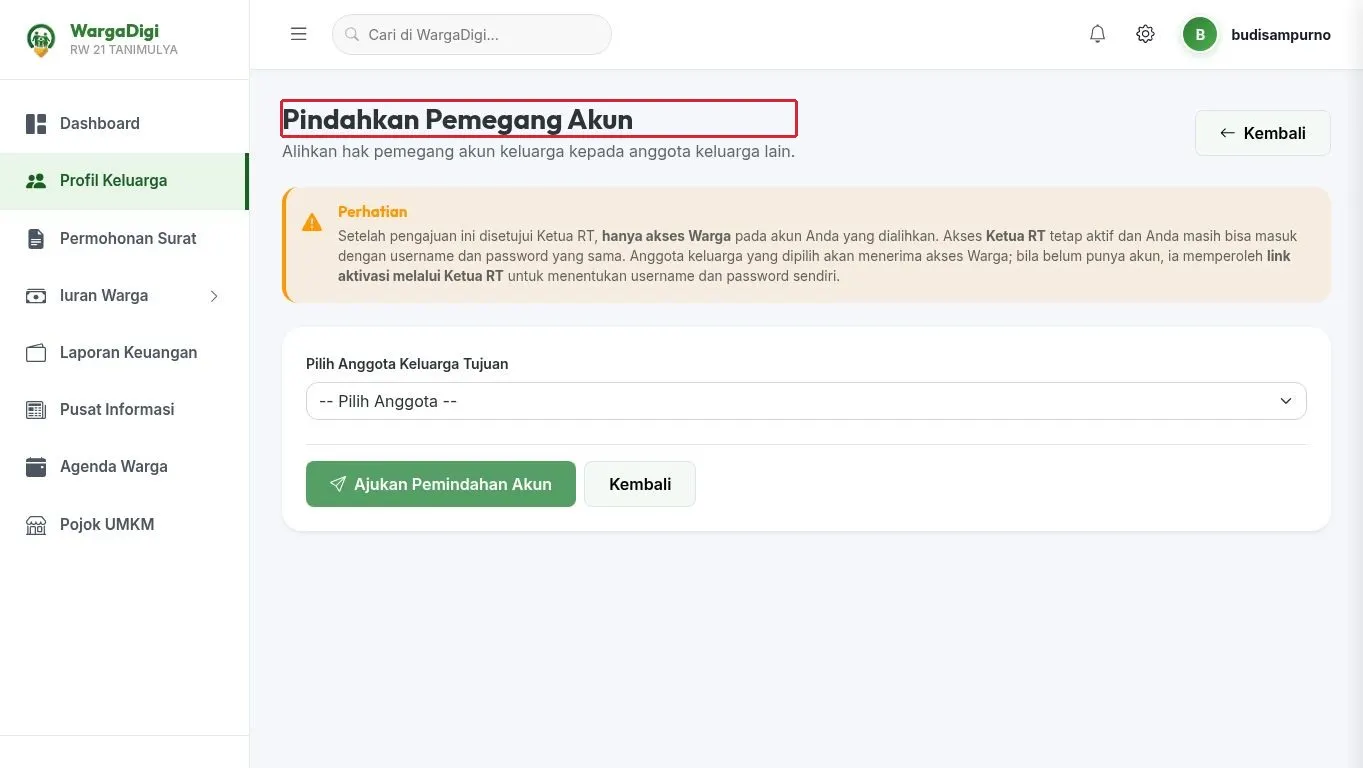 WargaDigi
RW 21 TANIMULYA
Cari di WargaDigi...
B
budisampurno
Dashboard
Profil Keluarga
Permohonan Surat
Iuran Warga
Laporan Keuangan
Pusat Informasi
Agenda Warga
Pojok UMKM
Pindahkan Pemegang Akun
Alihkan hak pemegang akun keluarga kepada anggota keluarga lain.
Kembali
Perhatian
Setelah pengajuan ini disetujui Ketua RT, hanya akses Warga pada akun Anda yang dialihkan. Akses Ketua RT tetap aktif dan Anda masih bisa masuk
dengan username dan password yang sama. Anggota keluarga yang dipilih akan menerima akses Warga; bila belum punya akun, ia memperoleh link
aktivasi melalui Ketua RT untuk menentukan username dan password sendiri.
Pilih Anggota Keluarga Tujuan
-- Pilih Anggota --
Ajukan Pemindahan Akun
Kembali